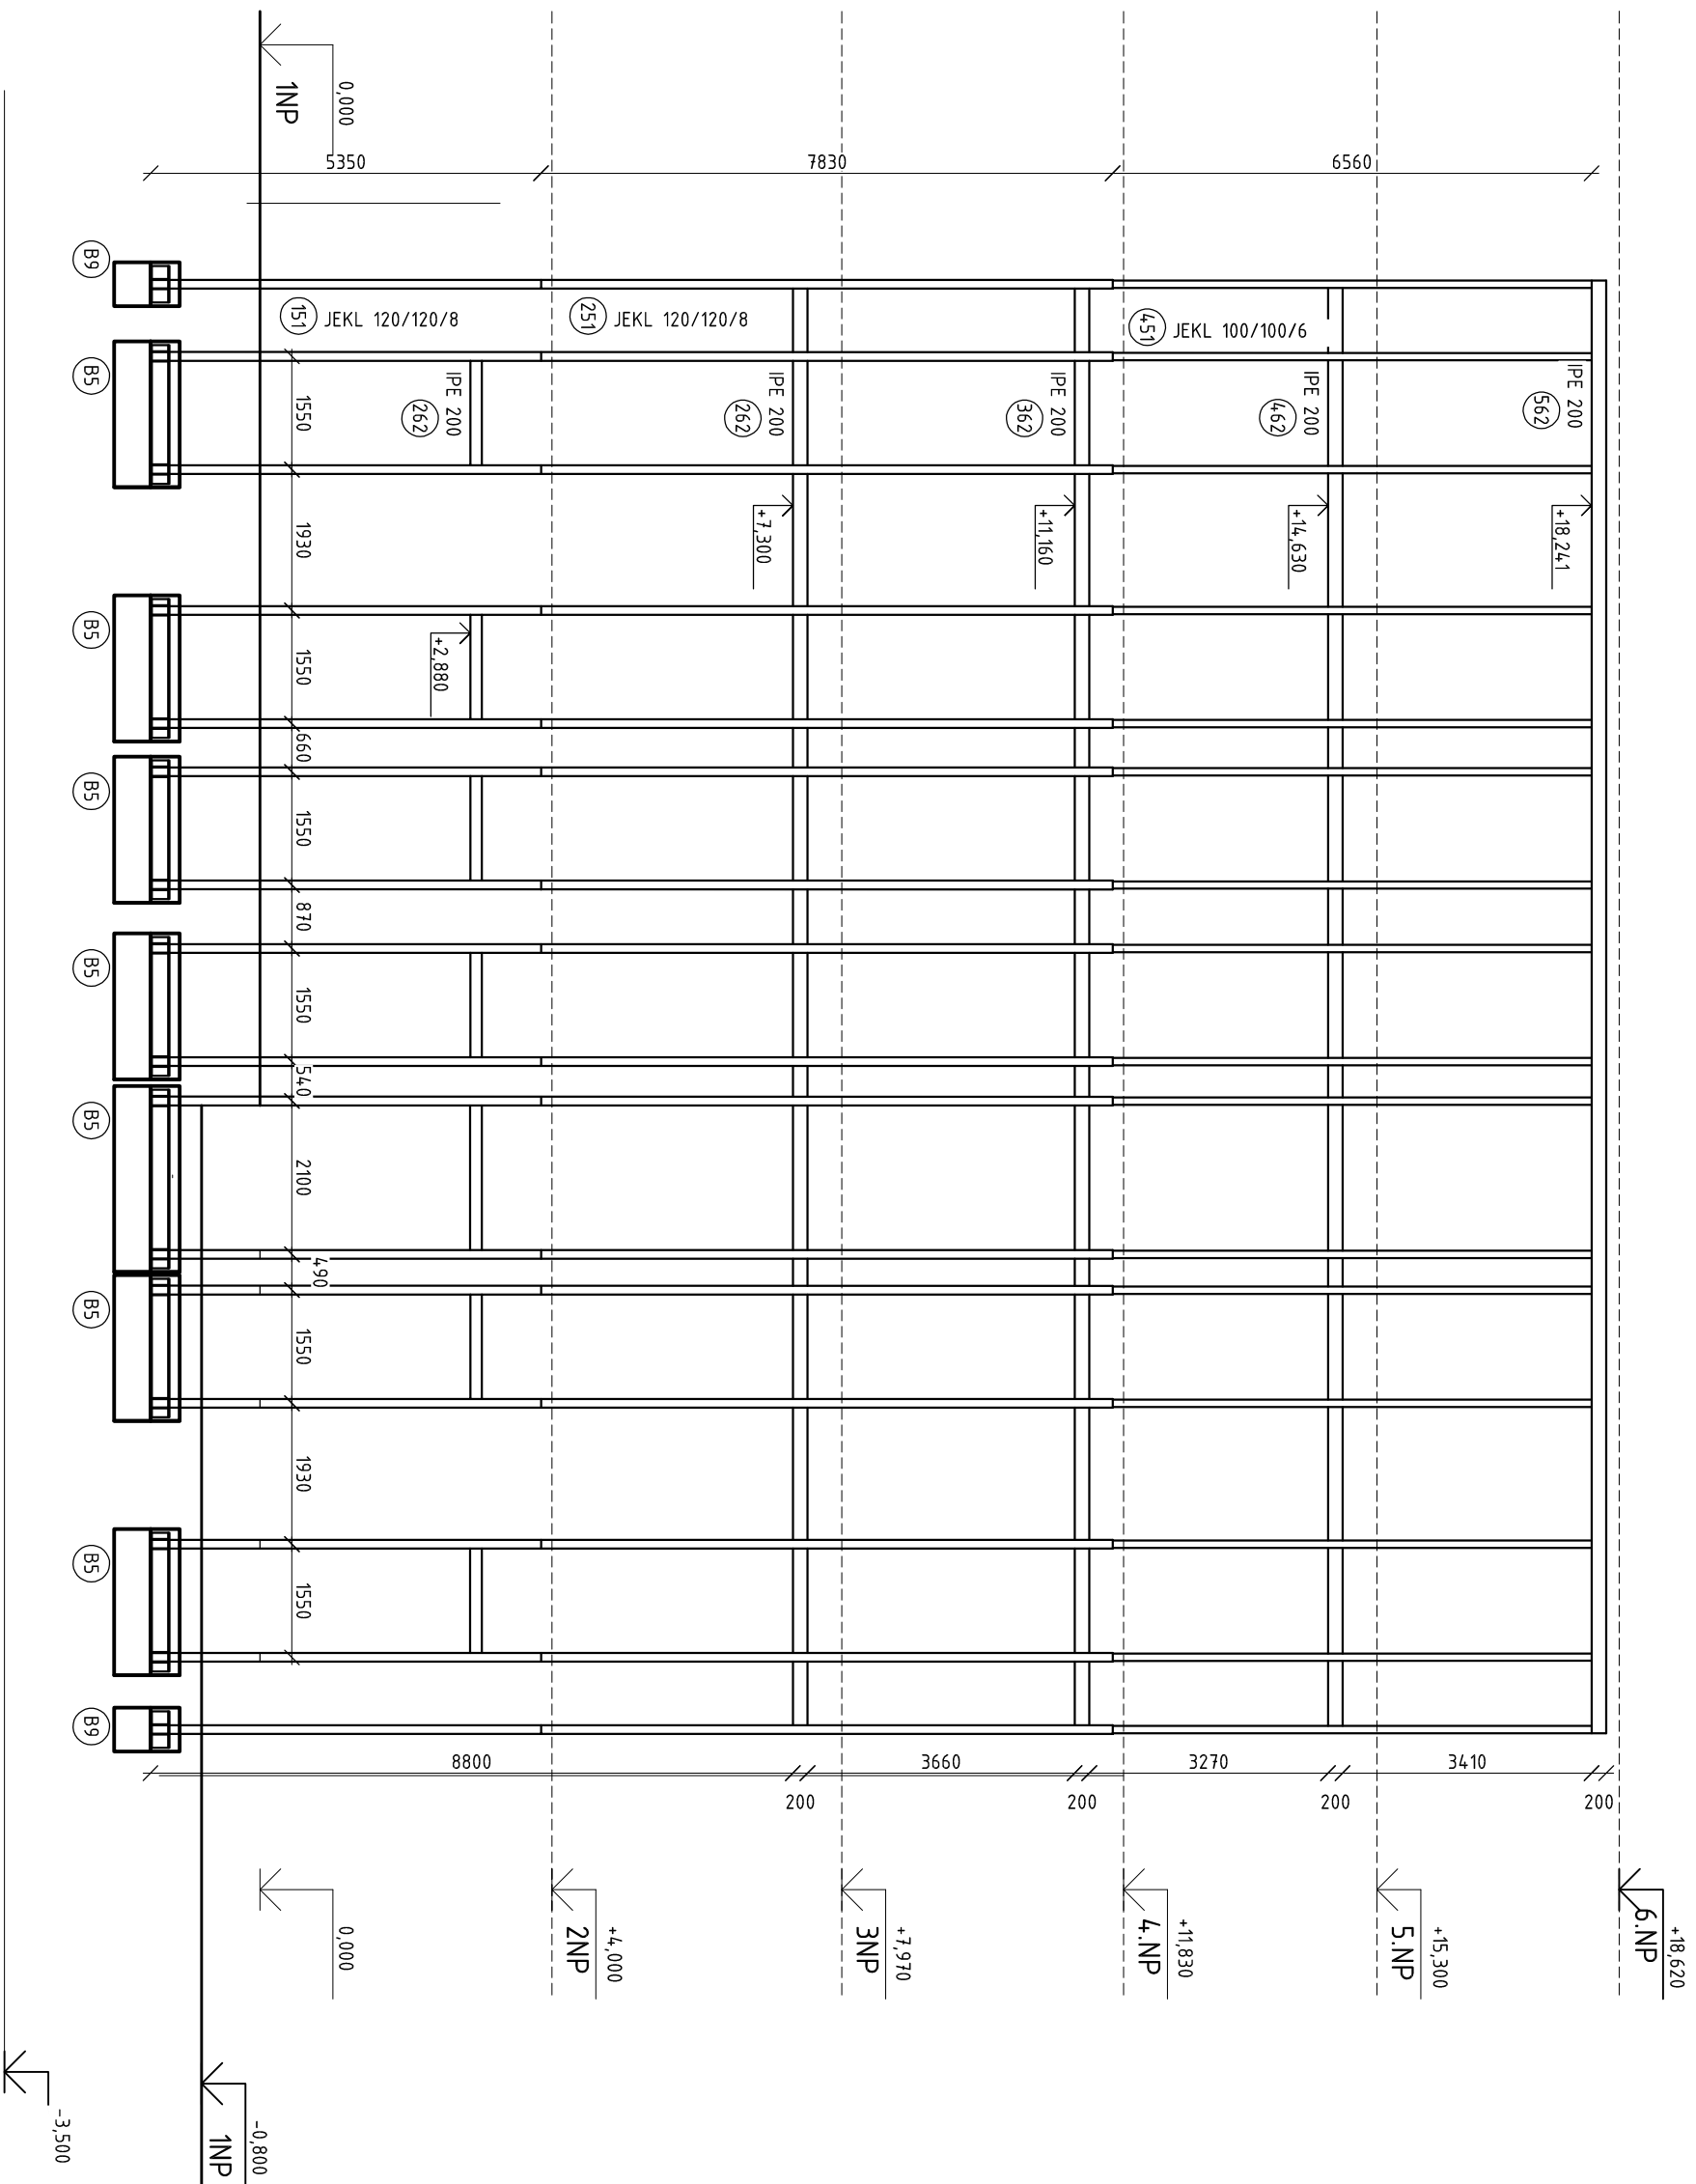 0,000
1NP
5350
7830
6560
B9
B5
B5
B5
B5
B5
B5
B5
B9
151 JEKL 120/120/8
251 JEKL 120/120/8
451 JEKL 100/100/6
IPE 200
262
IPE 200
262
IPE 200
362
IPE 200
462
IPE 200
562
+7,300
+11,160
+14,630
+18,241
+2,880
1550
1930
1550
660
1550
870
1550
540
2100
490
1550
1930
1550
8800
3660
3270
3410
200
200
200
200
0,000
+4,000
2NP
+7,970
3NP
+11,830
4.NP
+15,300
5.NP
+18,620
6.NP
-0,800
1NP
-3,500